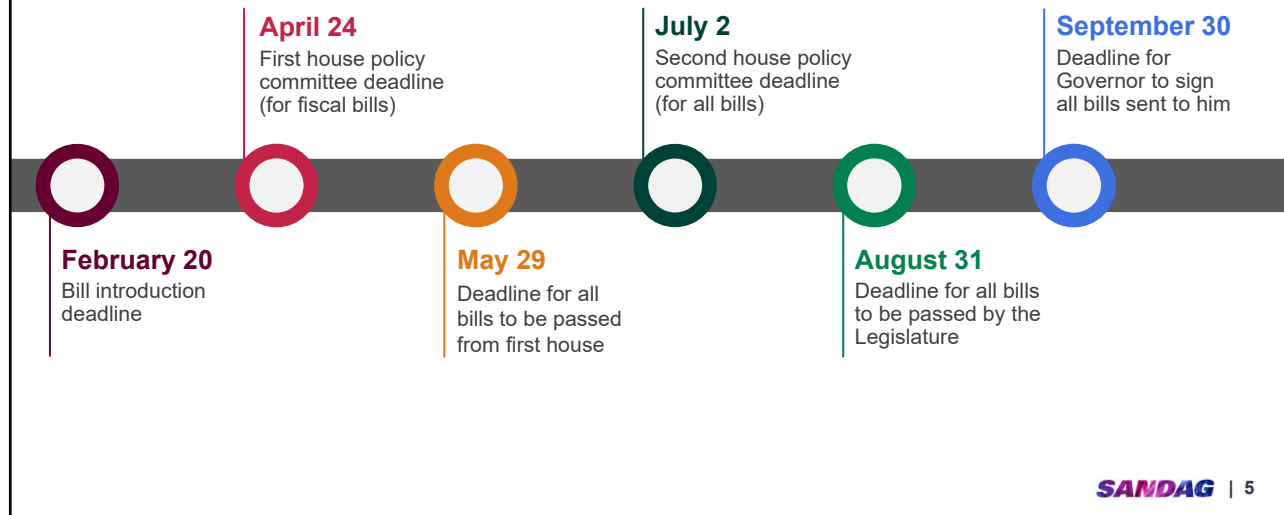 February 20
Bill introduction
deadline
April 24
First house policy
committee deadline
(for fiscal bills)
May 29
Deadline for all
bills to be passed
from first house
July 2
Second house policy
committee deadline
(for all bills)
August 31
Deadline for all bills
to be passed by the
Legislature
September 30
Deadline for
Governor to sign
all bills sent to him
SANDAG | 5